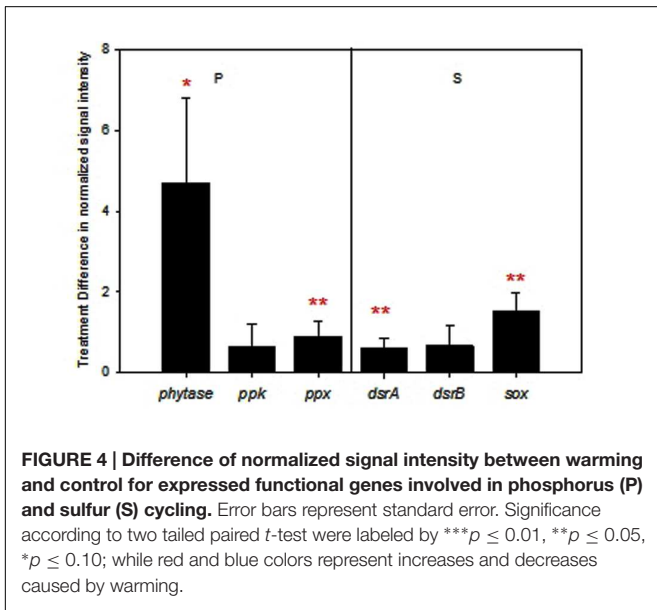 8
6
4
2
0
Treatment Difference in normalized signal intensity
P
S
*
**
**
**
phytase ppk ppx dsrA dsrB sox
FIGURE 4 | Difference of normalized signal intensity between warming
and control for expressed functional genes involved in phosphorus (P)
and sulfur (S) cycling. Error bars represent standard error. Significance
according to two tailed paired t-test were labeled by ***p ≤ 0.01, **p ≤ 0.05,
*p ≤ 0.10; while red and blue colors represent increases and decreases
caused by warming.